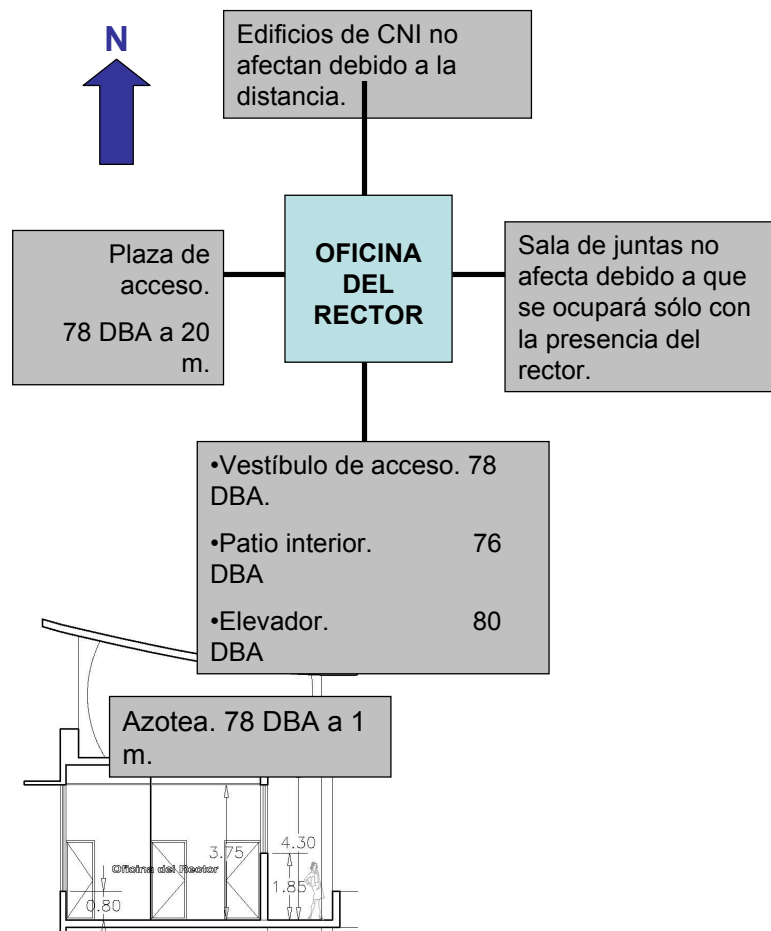 N
Edificios de CNI no
afectan debido a la
distancia.
Plaza de
acceso.
78 DBA a 20
m.
OFICINA
DEL
RECTOR
Sala de juntas no
afecta debido a que
se ocupará sólo con
la presencia del
rector.
•Vestíbulo de acceso. 78
DBA.
•Patio interior. 76
DBA
•Elevador. 80
DBA
Azotea. 78 DBA a 1
m.
3.75
4.30
Oficina del Rector
1.85
0.80